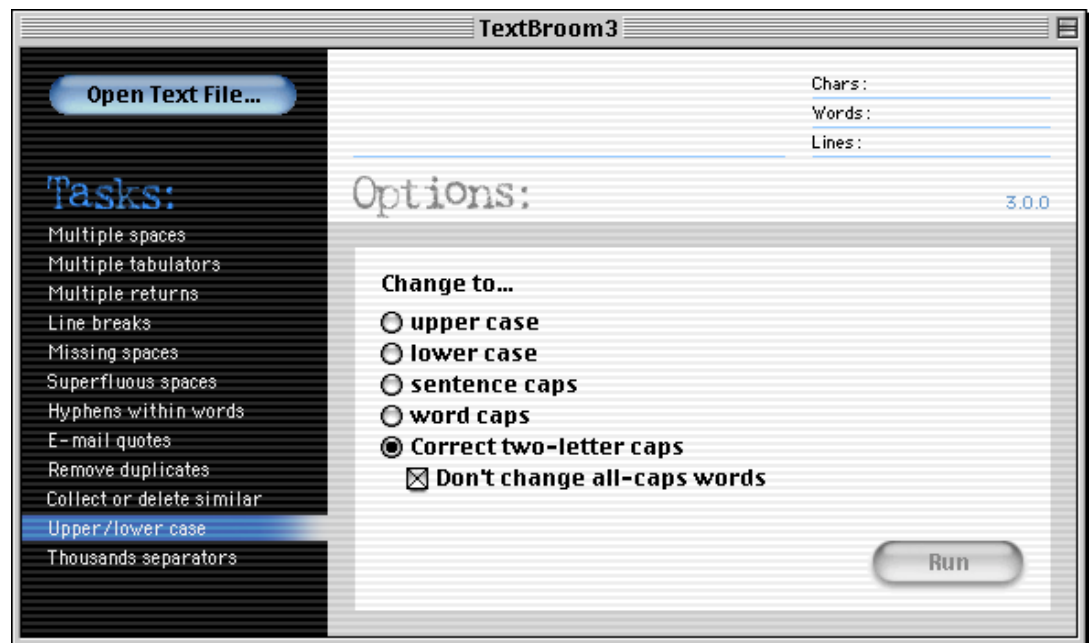 TextBroom3
Open Text File...
Chars:
Words:
Lines:
Tasks:
Options:
3.0.0
Multiple spaces
Multiple tabulators
Multiple returns
Line breaks
Missing spaces
Superfluous spaces
Hyphens within words
E-mail quotes
Remove duplicates
Collect or delete similar
Upper/lower case
Thousands separators
Change to...
upper case
lower case
sentence caps
word caps
Correct two-letter caps
Don't change all-caps words
Run